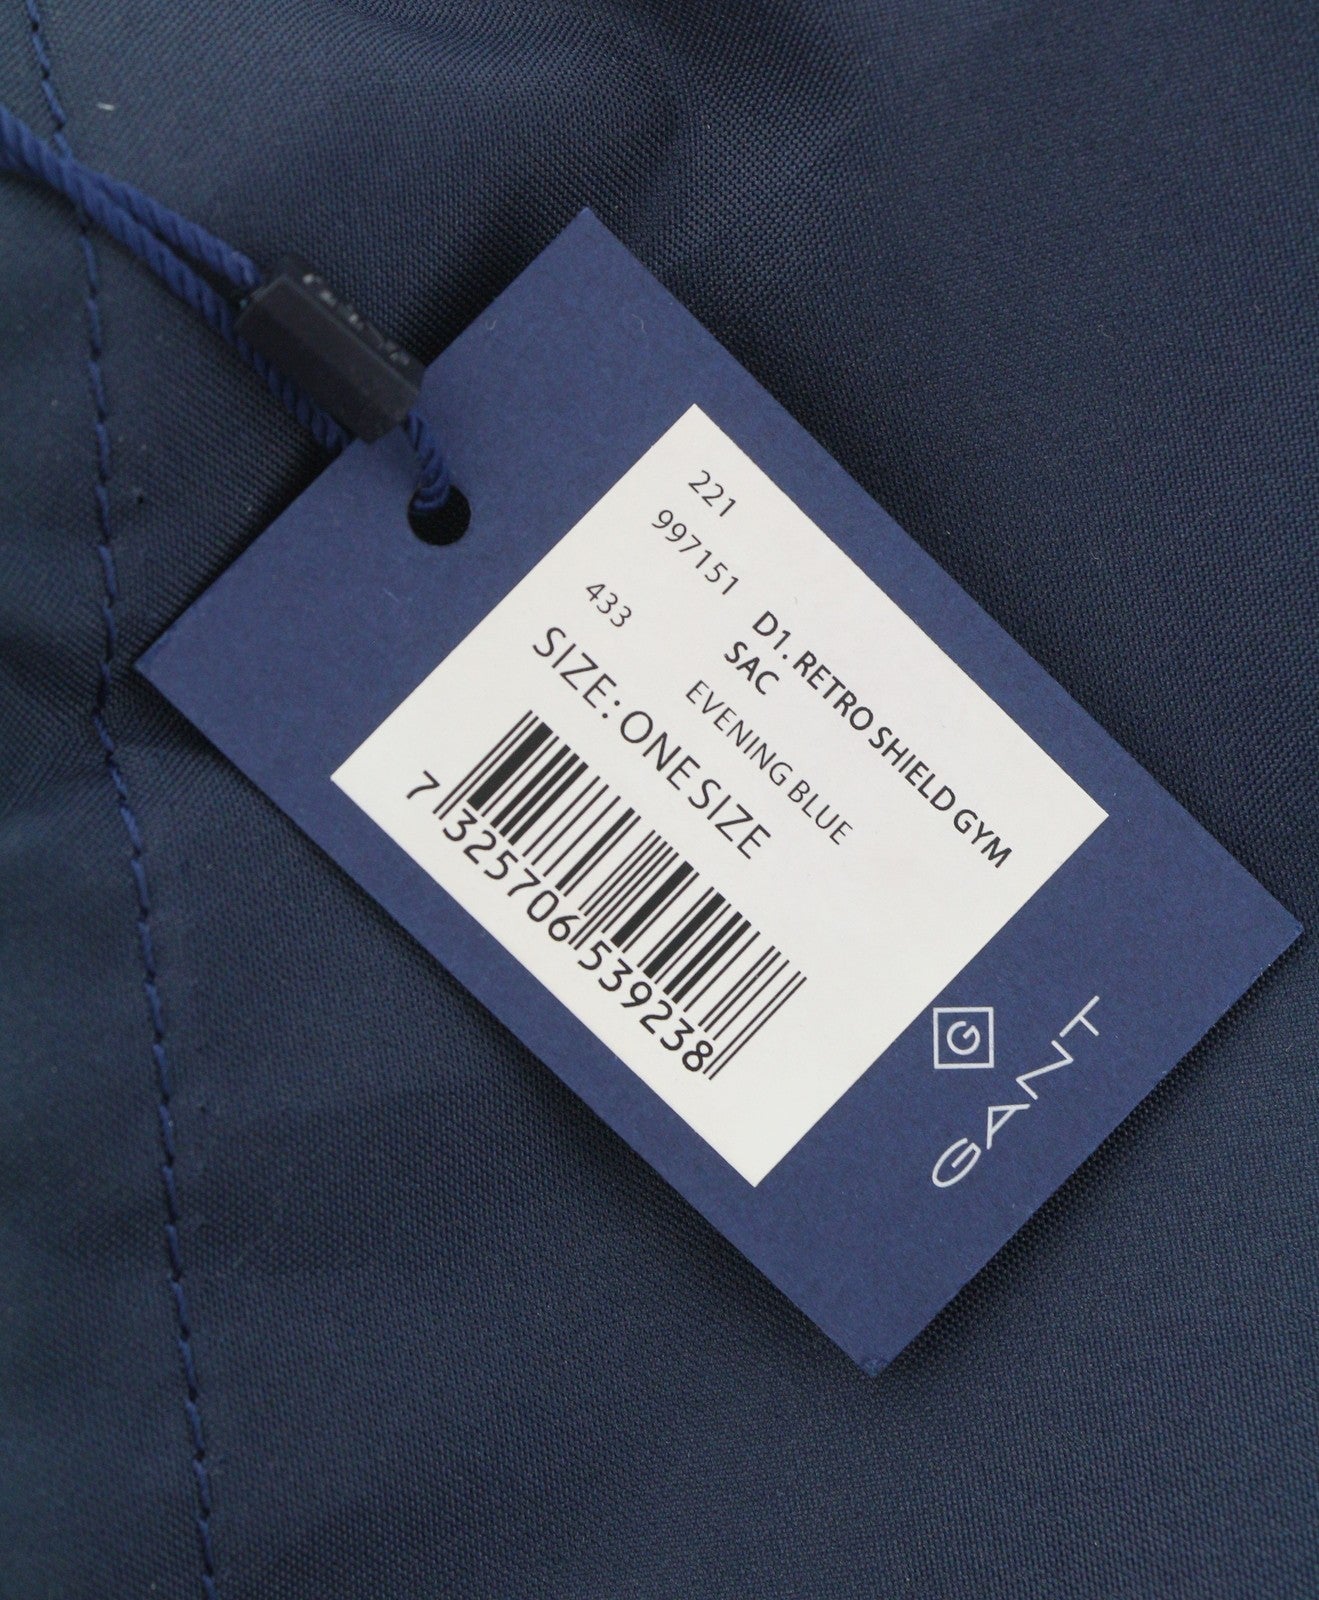 221
997151 D1. RETRO SHIELD GYM
SAC
433 EVENING BLUE
SIZE: ONE SIZE
7 325706 539238
G
GANT